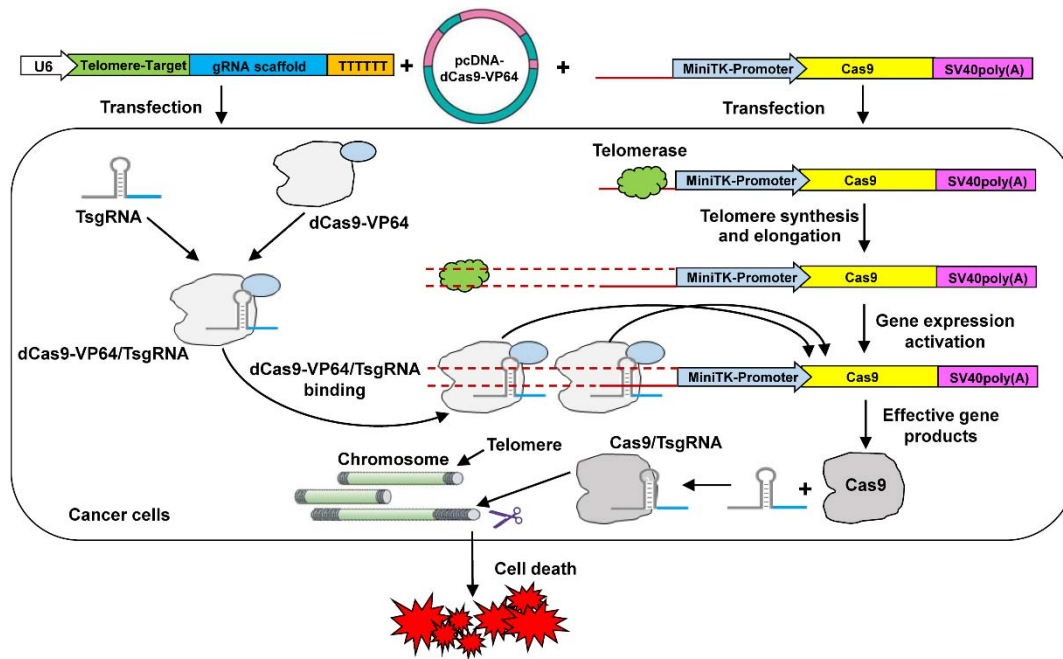 U6
Telomere-Target
gRNA scaffold
TTTTTT
+
pcDNA-
dCas9-VP64
+
MiniTK-Promoter
Cas9
SV40poly(A)
Transfection
Transfection
TsgRNA
dCas9-VP64
Telomerase
MiniTK-Promoter
Cas9
SV40poly(A)
Telomere synthesis
and elongation
MiniTK-Promoter
Cas9
SV40poly(A)
dCas9-VP64/TsgRNA
Gene expression
activation
dCas9-VP64/TsgRNA
binding
MiniTK-Promoter
Cas9
SV40poly(A)
Effective gene
products
Telomere
Chromosome
Cas9/TsgRNA
+
Cas9
Cancer cells
Cell death